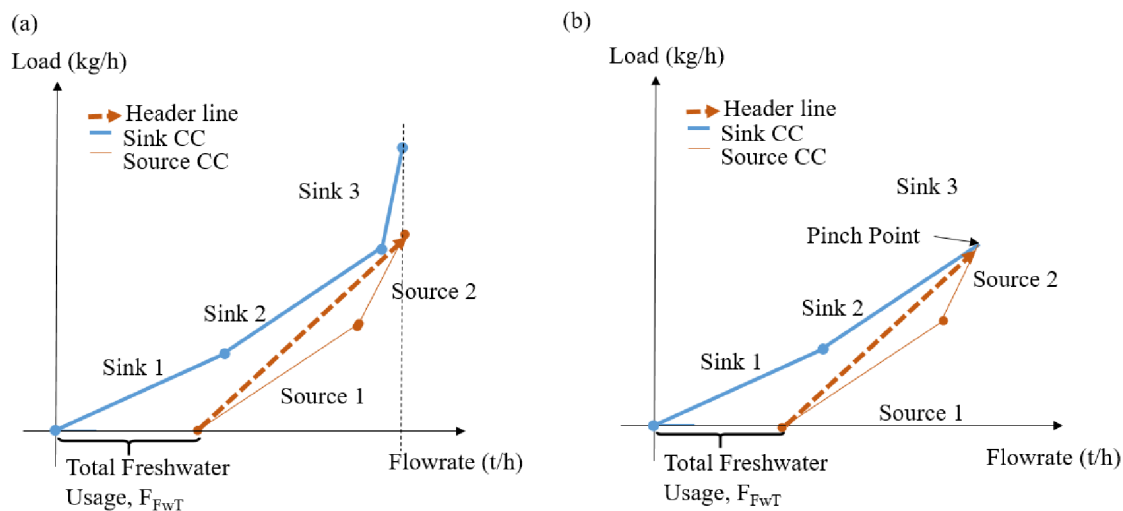 (a)
Load (kg/h)
Header line
Sink CC
Source CC
Sink 3
Sink 2
Source 2
Sink 1
Source 1
Total Freshwater
Usage, F_FwT
Flowrate (t/h)
(b)
Load (kg/h)
Header line
Sink CC
Source CC
Sink 3
Pinch Point
Source 2
Sink 2
Sink 1
Source 1
Total Freshwater
Usage, F_FwT
Flowrate (t/h)